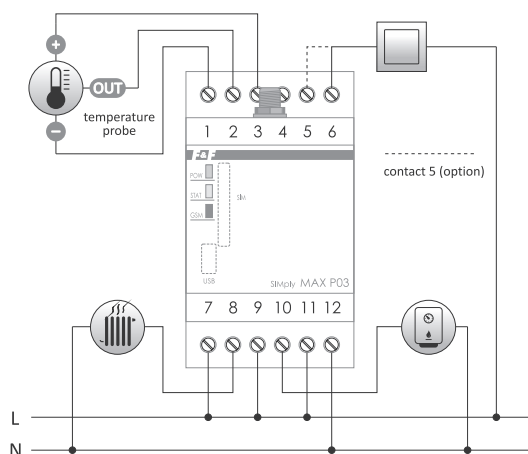 +
OUT
temperature
probe
−
1 2 3 4 5 6
F&F
POW
STAT
GSM
SIM
USB
SIMply MAX P03
contact 5 (option)
7 8 9 10 11 12
L
N